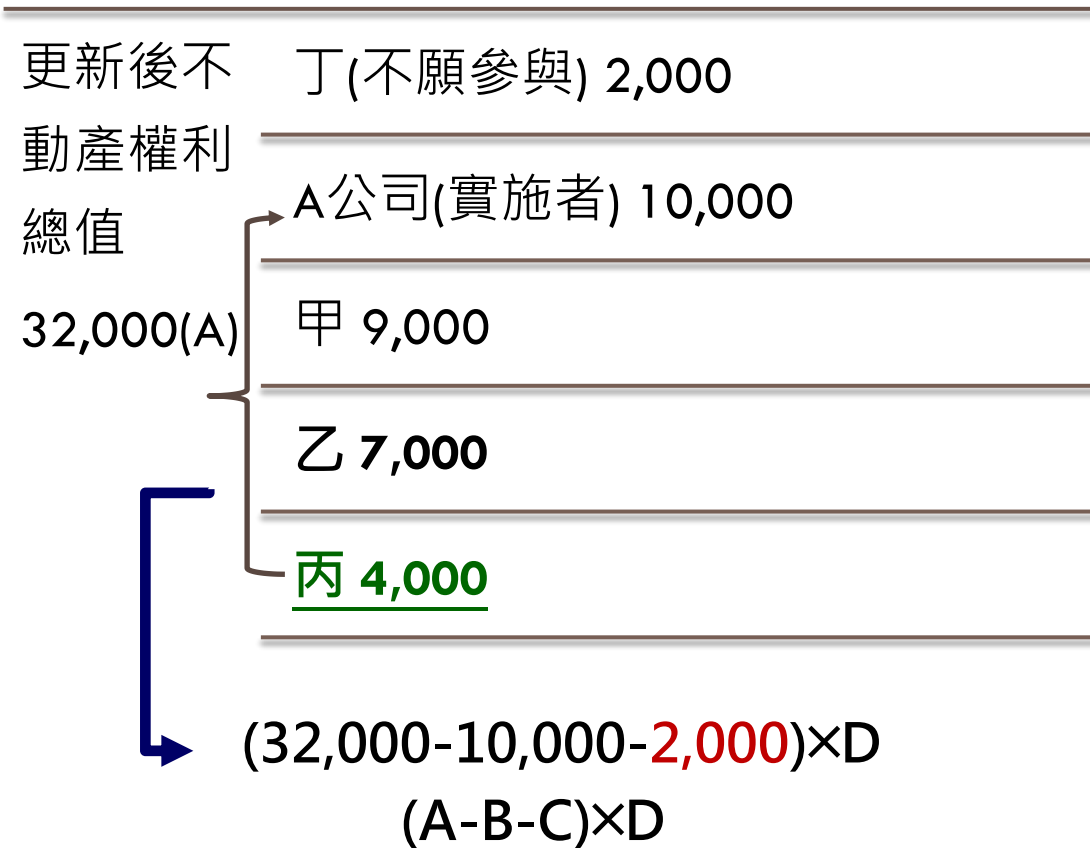 更新後不
動產權利
總值
32,000(A)
丁(不願參與) 2,000
A公司(實施者) 10,000
甲 9,000
乙 7,000
丙 4,000
(32,000-10,000-2,000)×D
(A-B-C)×D